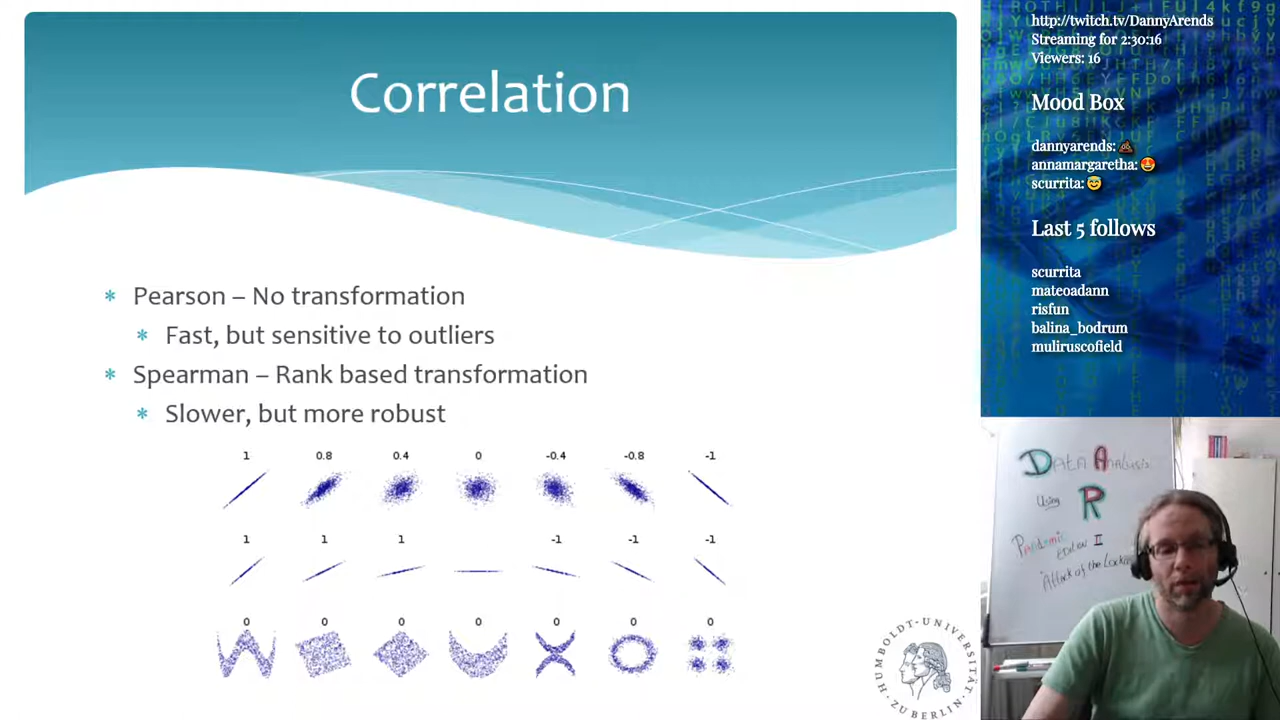 Correlation
Pearson – No transformation
Fast, but sensitive to outliers
Spearman – Rank based transformation
Slower, but more robust
1 0.8 0.4 0 -0.4 -0.8 -1
1 1 1 -1 -1 -1
0 0 0 0 0 0 0
HUMBOLDT-UNIVERSITÄT
ZU BERLIN
http://twitch.tv/DannyArends
Streaming for 2:30:16
Viewers: 16
Mood Box
dannyarends: 💩
annamargaretha: 😍
scurrita: 😇
Last 5 follows
scurrita
mateoadann
risfun
balina_bodrum
muliruscofield
Data Analysis
Using
R
Pandemic
Edition II
"Attack of the